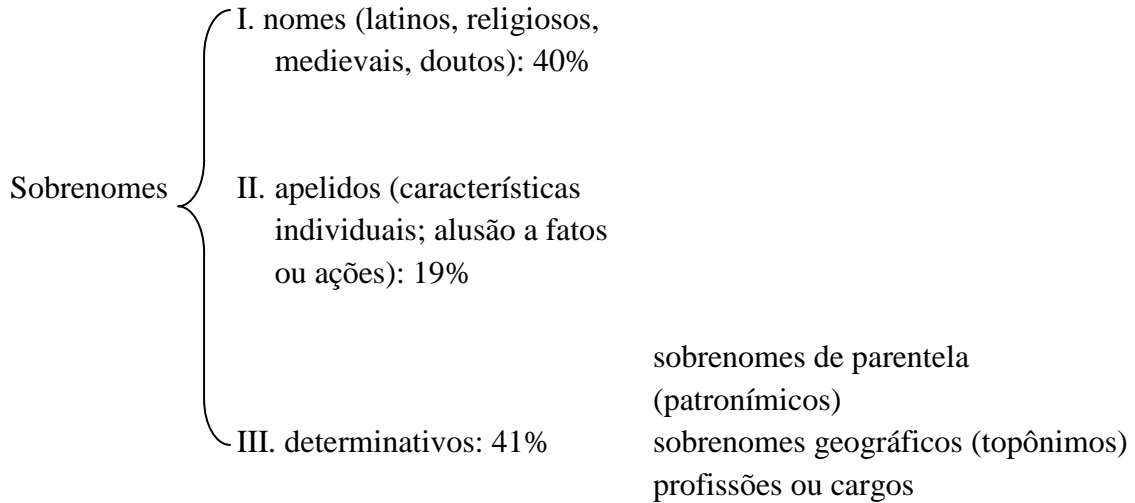 I. nomes (latinos, religiosos,
medievais, doutos): 40%
Sobrenomes
II. apelidos (características
individuais; alusão a fatos
ou ações): 19%
III. determinativos: 41%
sobrenomes de parentela
(patronímicos)
sobrenomes geográficos (topônimos)
profissões ou cargos